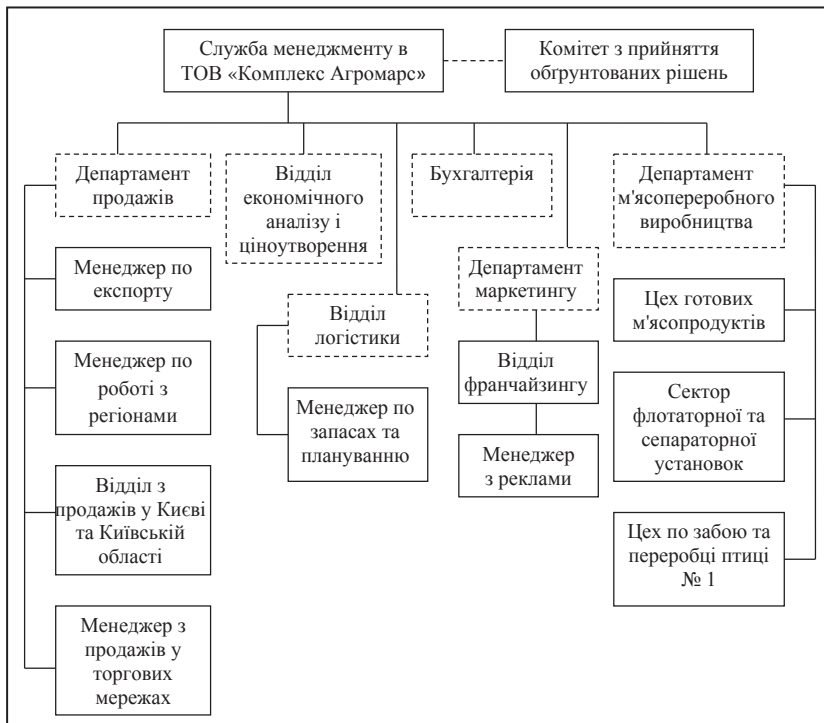 Служба менеджменту в
ТОВ «Комплекс Агромарс»
Комітет з прийняття
обґрунтованих рішень
Департамент
продажів
Відділ
економічного
аналізу і
ціноутворення
Бухгалтерія
Департамент
м'ясопереробного
виробництва
Менеджер по
експорту
Менеджер по
роботі з
регіонами
Відділ з
продажів у Києві
та Київській
області
Менеджер з
продажів у
торгових
мережах
Відділ
логістики
Менеджер по
запасах та
плануванню
Департамент
маркетингу
Відділ
франчайзингу
Менеджер
з реклами
Цех готових
м'ясопродуктів
Сектор
флотаторної та
сепараторної
установок
Цех по забою та
переробці птиці
№ 1